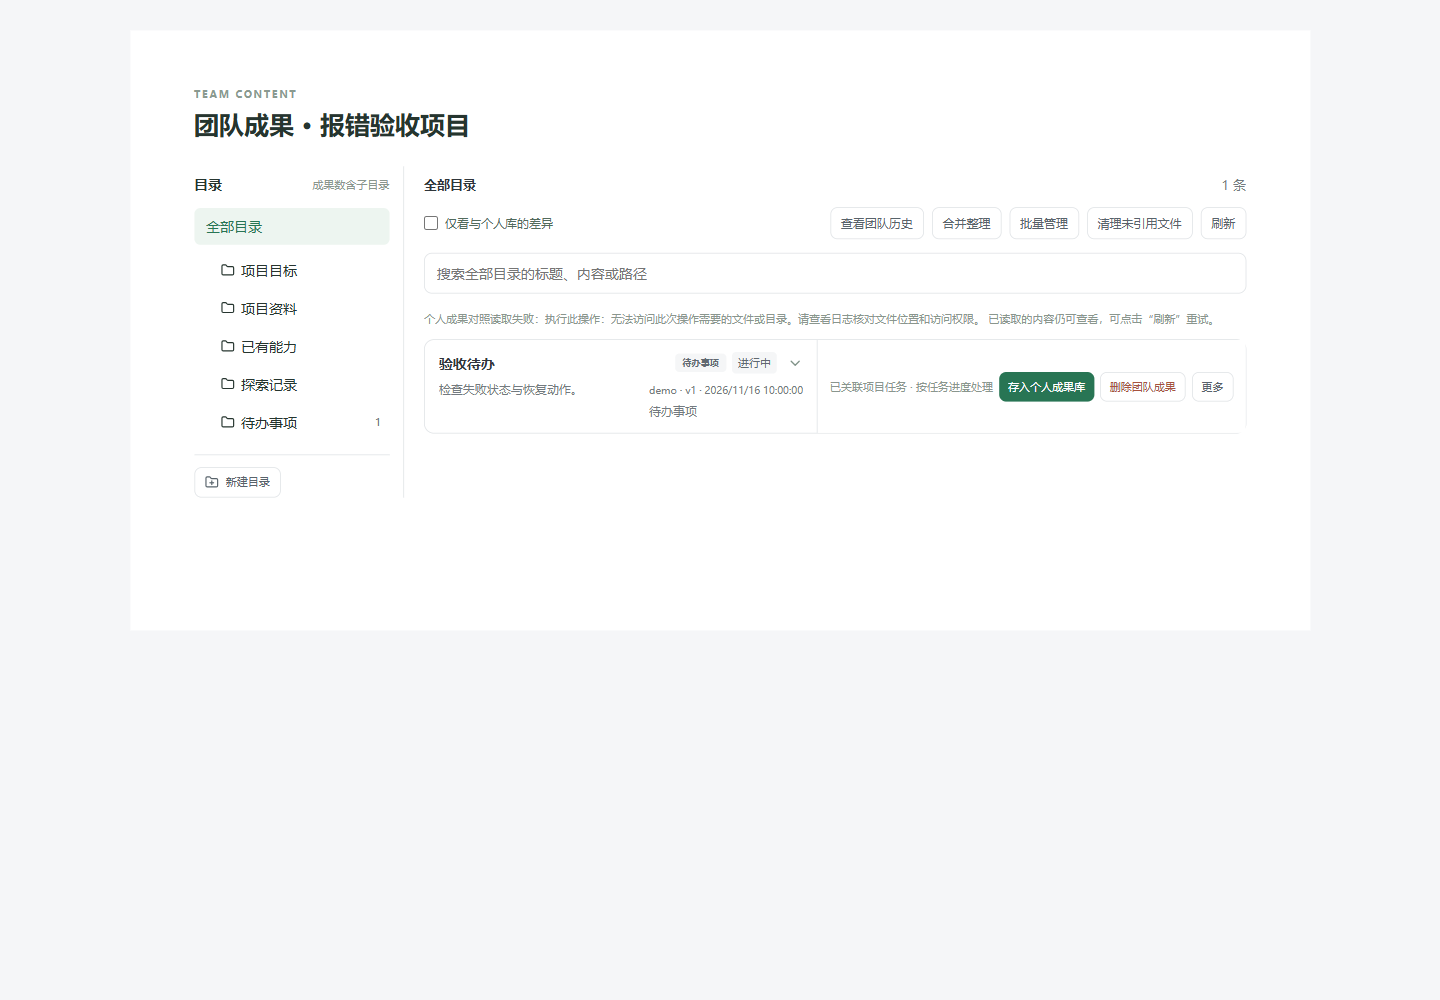 TEAM CONTENT
团队成果 • 报错验收项目
目录
成果数含子目录
全部目录
项目目标
项目资料
已有能力
探索记录
待办事项 1
新建目录
全部目录
1 条
仅看与个人库的差异
查看团队历史
合并整理
批量管理
清理未引用文件
刷新
搜索全部目录的标题、内容或路径
个人成果对照读取失败：执行此操作：无法访问此次操作需要的文件或目录。请查看日志核对文件位置和访问权限。 已读取的内容仍可查看，可点击“刷新”重试。
验收待办
待办事项
进行中
检查失败状态与恢复动作。
demo · v1 · 2026/11/16 10:00:00
待办事项
已关联项目任务 · 按任务进度处理
存入个人成果库
删除团队成果
更多